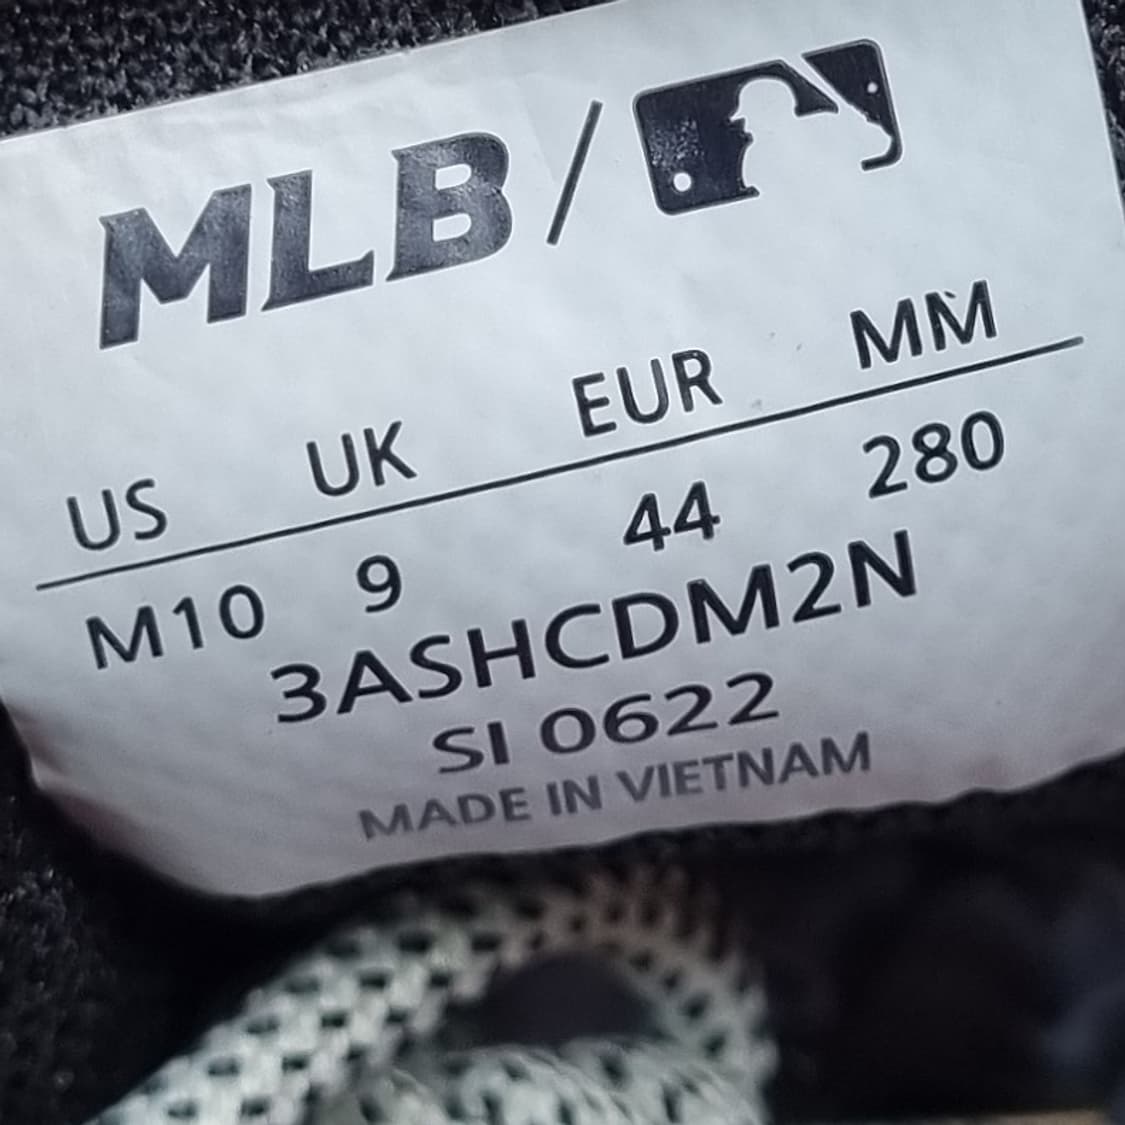 MLB /
US UK EUR MM
M10 9 44 280
3ASHCDM2N
SI 0622
MADE IN VIETNAM